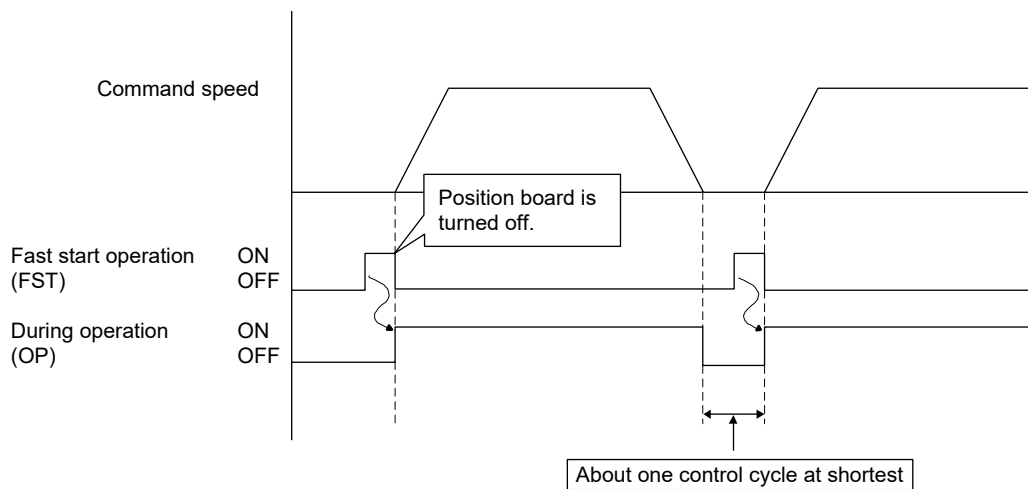 Command speed
Position board is
turned off.
Fast start operation ON
(FST) OFF
During operation ON
(OP) OFF
About one control cycle at shortest